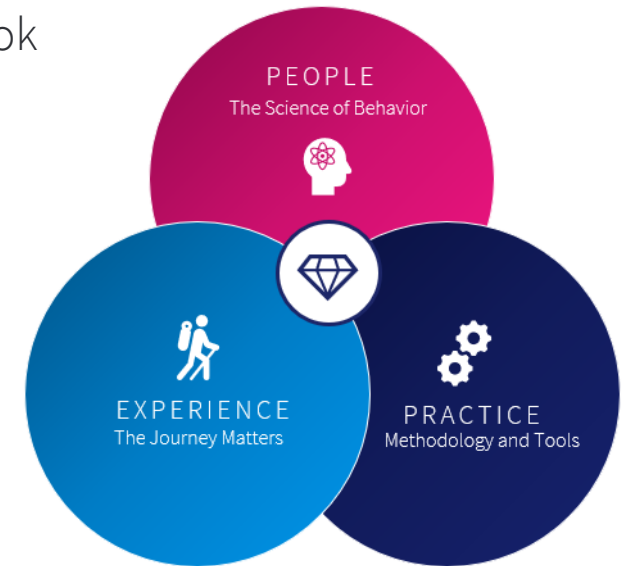 ok
PEOPLE
The Science of Behavior
EXPERIENCE
The Journey Matters
PRACTICE
Methodology and Tools